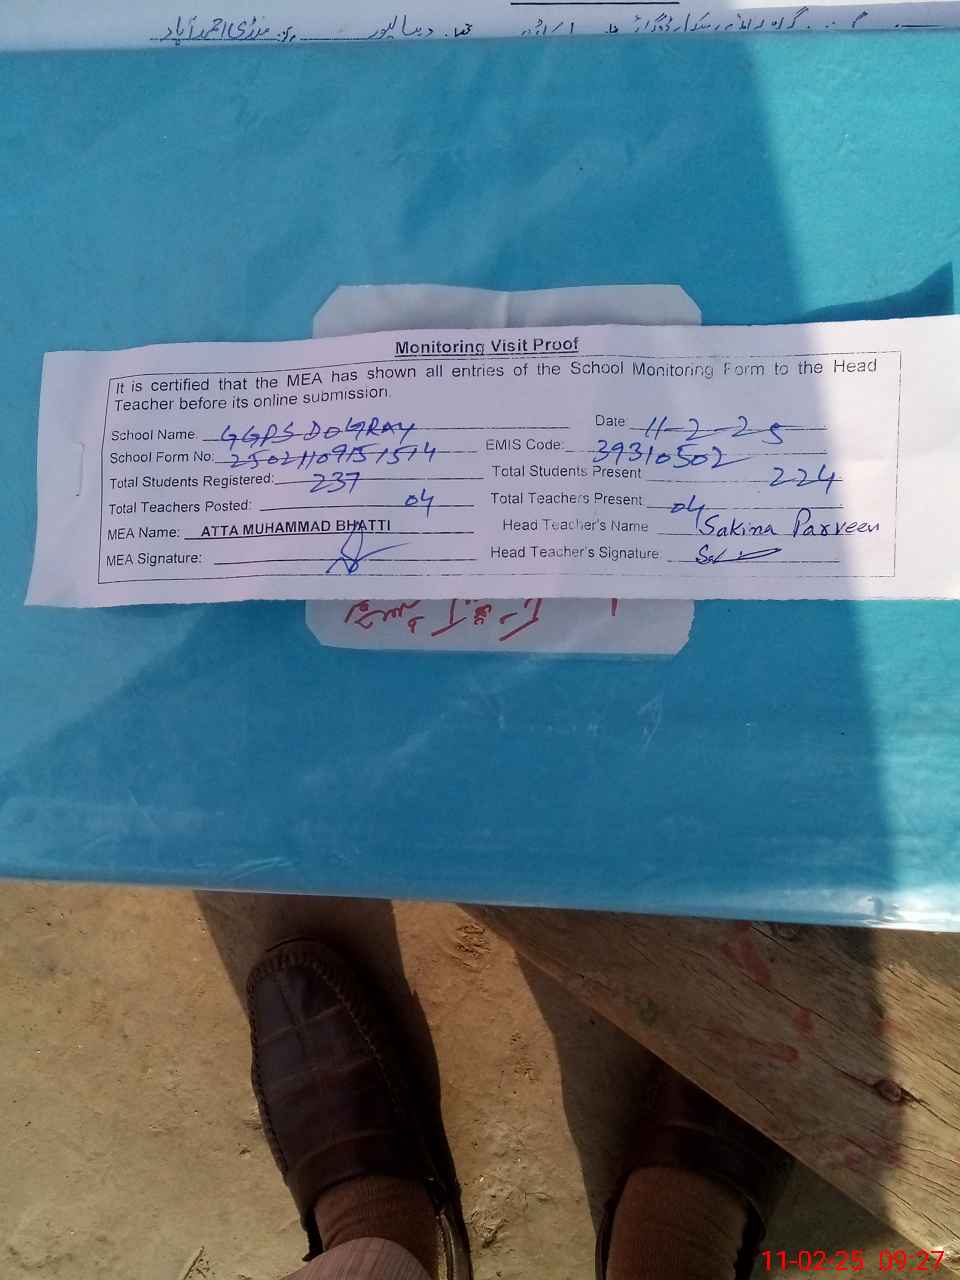 منڈی احمد آباد
Monitoring Visit Proof
It is certified that the MEA has shown all entries of the School Monitoring Form to the Head
Teacher before its online submission.
School Name: GGPS DOGRAY Date: 11-2-25
School Form No: 25021109151514 EMIS Code: 39310502
Total Students Registered: 237 Total Students Present 224
Total Teachers Posted: 04 Total Teachers Present 04
MEA Name: ATTA MUHAMMAD BHATTI Head Teacher's Name Sakina Parveen
MEA Signature: Head Teacher's Signature:
11-02-25 09:27